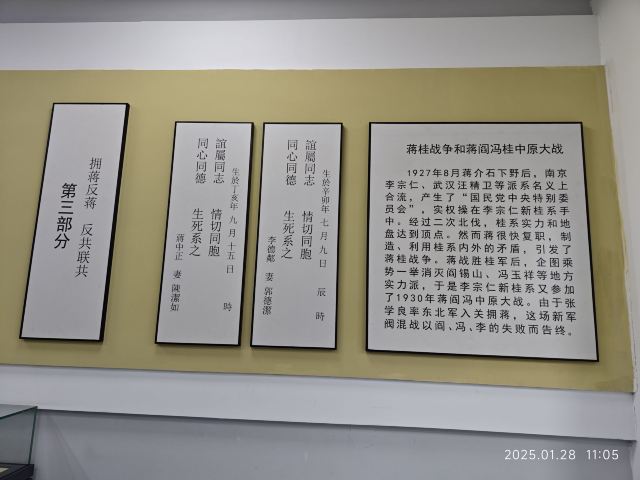 拥蒋反蒋 反共联共
第三部分
生於丁亥年 九月十五日 時
誼屬同志 情切同胞
同心同德 生死系之
蔣中正 妻 陳潔如
生於辛卯年 七月九日 辰時
誼屬同志 情切同胞
同心同德 生死系之
李德鄰 妻 郭德潔
蒋桂战争和蒋阎冯桂中原大战
1927年8月蒋介石下野后，南京
李宗仁、武汉汪精卫等派系名义上
合流，产生了“国民党中央特别委
员会”，实权操在李宗仁新桂系手
中。经过二次北伐，桂系实力和地
盘达到顶点。然而蒋很快复职，制
造、利用桂系内外的矛盾，引发了
蒋桂战争。蒋战胜桂军后，企图乘
势一举消灭阎锡山、冯玉祥等地方
实力派，于是李宗仁新桂系又参加
了1930年蒋阎冯中原大战。由于张
学良率东北军入关拥蒋，这场新军
阀混战以阎、冯、李的失败而告终。
2025.01.28 11:05